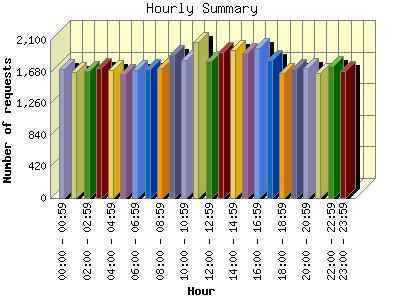 Hourly Summary
Number of requests
2,100
1,680
1,260
840
420
0
00:00 - 00:59
02:00 - 02:59
04:00 - 04:59
06:00 - 06:59
08:00 - 08:59
10:00 - 10:59
12:00 - 12:59
14:00 - 14:59
16:00 - 16:59
18:00 - 18:59
20:00 - 20:59
22:00 - 22:59
23:00 - 23:59
Hour